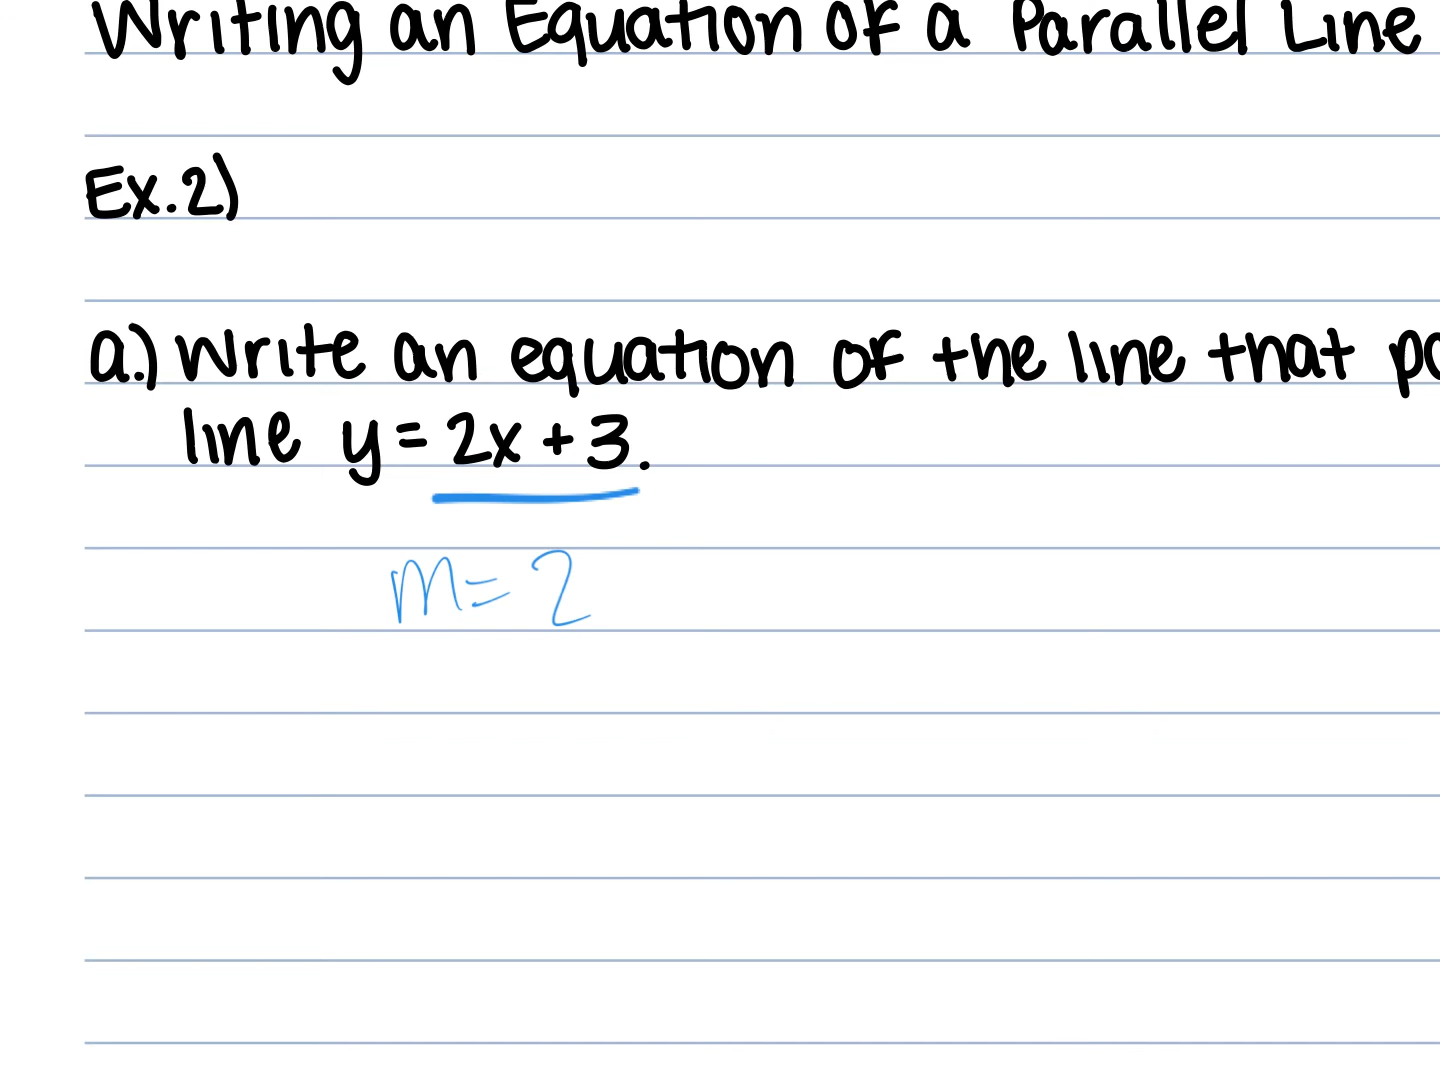 Writing an Equation of a Parallel Line
Ex.2)
a.) Write an equation of the line that
line y = 2x + 3.
m = 2